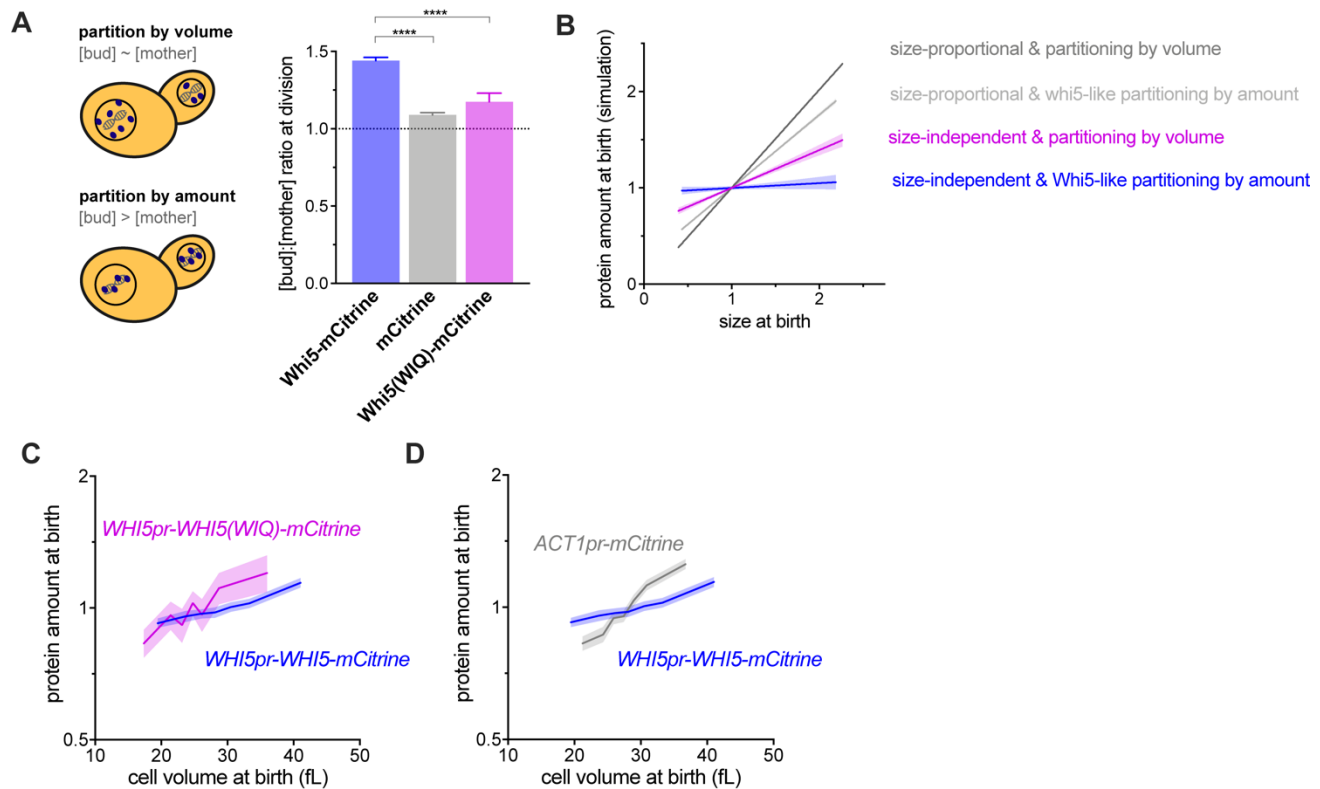 A
partition by volume
[bud] ~ [mother]
partition by amount
[bud] > [mother]
[bud]:[mother] ratio at division
1.5
1.0
0.5
0.0
****
****
Whi5-mCitrine
mCitrine
Whi5(WIQ)-mCitrine
B
protein amount at birth (simulation)
2
1
0
0
1
2
size at birth
size-proportional & partitioning by volume
size-proportional & whi5-like partitioning by amount
size-independent & partitioning by volume
size-independent & Whi5-like partitioning by amount
C
protein amount at birth
2
1
0.5
10
20
30
40
50
cell volume at birth (fL)
WHI5pr-WHI5(WIQ)-mCitrine
WHI5pr-WHI5-mCitrine
D
protein amount at birth
2
1
0.5
10
20
30
40
50
cell volume at birth (fL)
ACT1pr-mCitrine
WHI5pr-WHI5-mCitrine